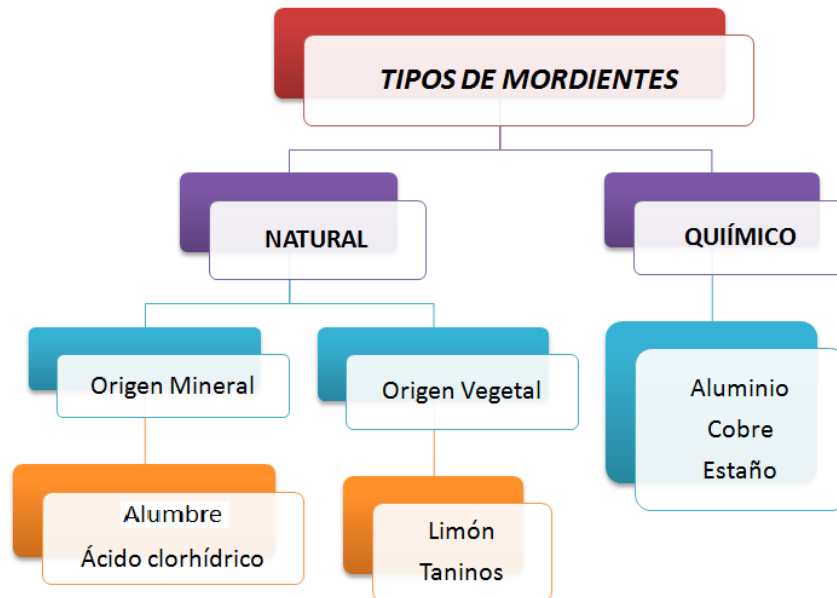 TIPOS DE MORDIENTES
NATURAL
QUIÍMICO
Origen Mineral
Origen Vegetal
Aluminio
Cobre
Estaño
Alumbre
Ácido clorhídrico
Limón
Taninos